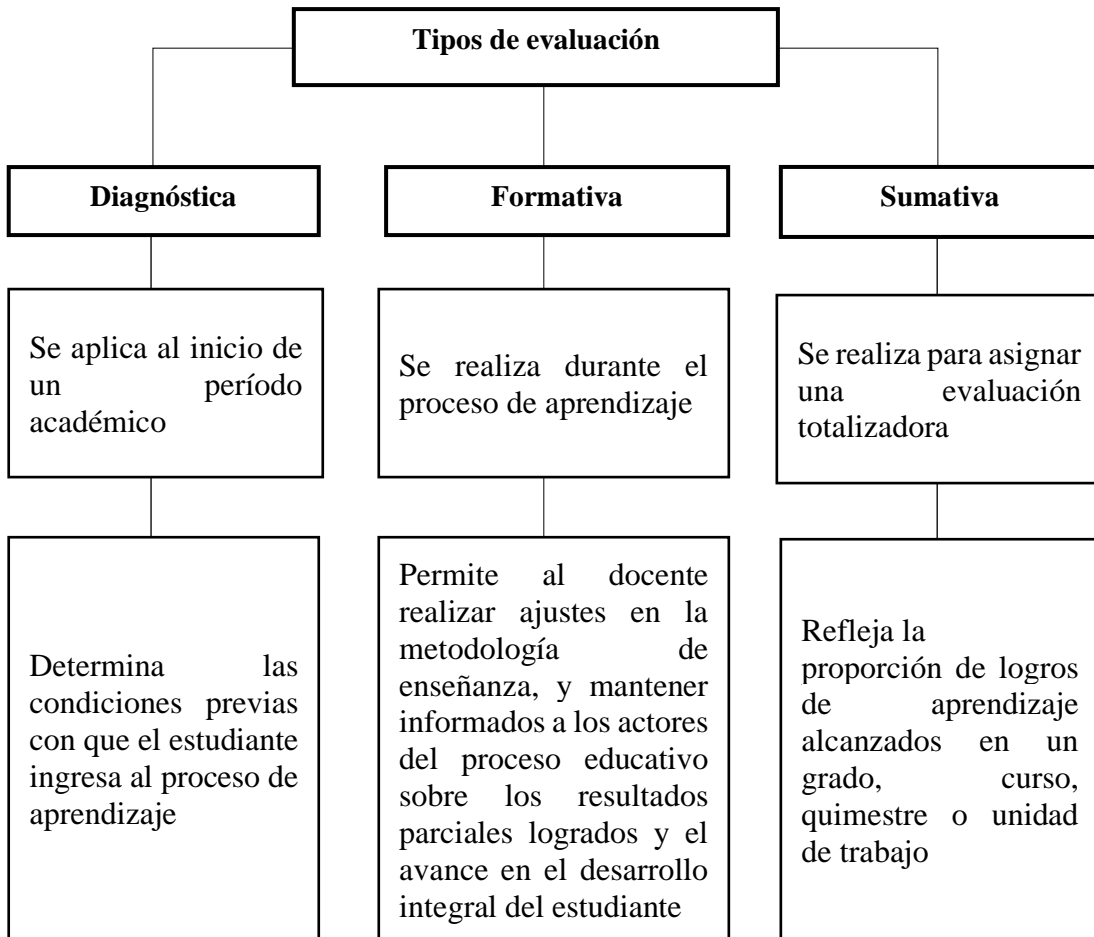 Tipos de evaluación
Diagnóstica
Formativa
Sumativa
Se aplica al inicio de
un período
académico
Se realiza durante el
proceso de aprendizaje
Se realiza para asignar
una evaluación
totalizadora
Determina las
condiciones previas
con que el estudiante
ingresa al proceso de
aprendizaje
Permite al docente
realizar ajustes en la
metodología de
enseñanza, y mantener
informados a los actores
del proceso educativo
sobre los resultados
parciales logrados y el
avance en el desarrollo
integral del estudiante
Refleja la
proporción de logros
de aprendizaje
alcanzados en un
grado, curso,
quimestre o unidad
de trabajo